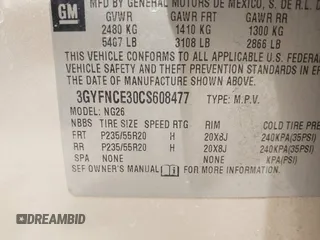 GM
MFD BY GENERAL MOTORS DE MEXICO, S. DE R.L. D
GVWR GAWR FRT GAWR RR
2480 KG 1410 KG 1300 KG
5467 LB 3108 LB 2866 LB
THIS VEHICLE CONFORMS TO ALL APPLICABLE U.S. FEDERAL
VEHICLE SAFETY AND THEFT PREVENTION STANDARDS IN
THE DATE OF MANUFACTURE SHOWN ABOVE.
3GYFNCE30CS608477 TYPE: M.P.V.
MODEL: NG26
NBBS TIRE SIZE SPEED RTG RIM COLD TIRE PRE
FRT P235/55R20 H 20X8J 240KPA(35PSI)
RR P235/55R20 H 20X8J 240KPA(35PSI)
SPA NONE NONE KPA(PSI)
SEE OWNER'S MANUAL FOR MORE INFORMATION.
DREAMBID